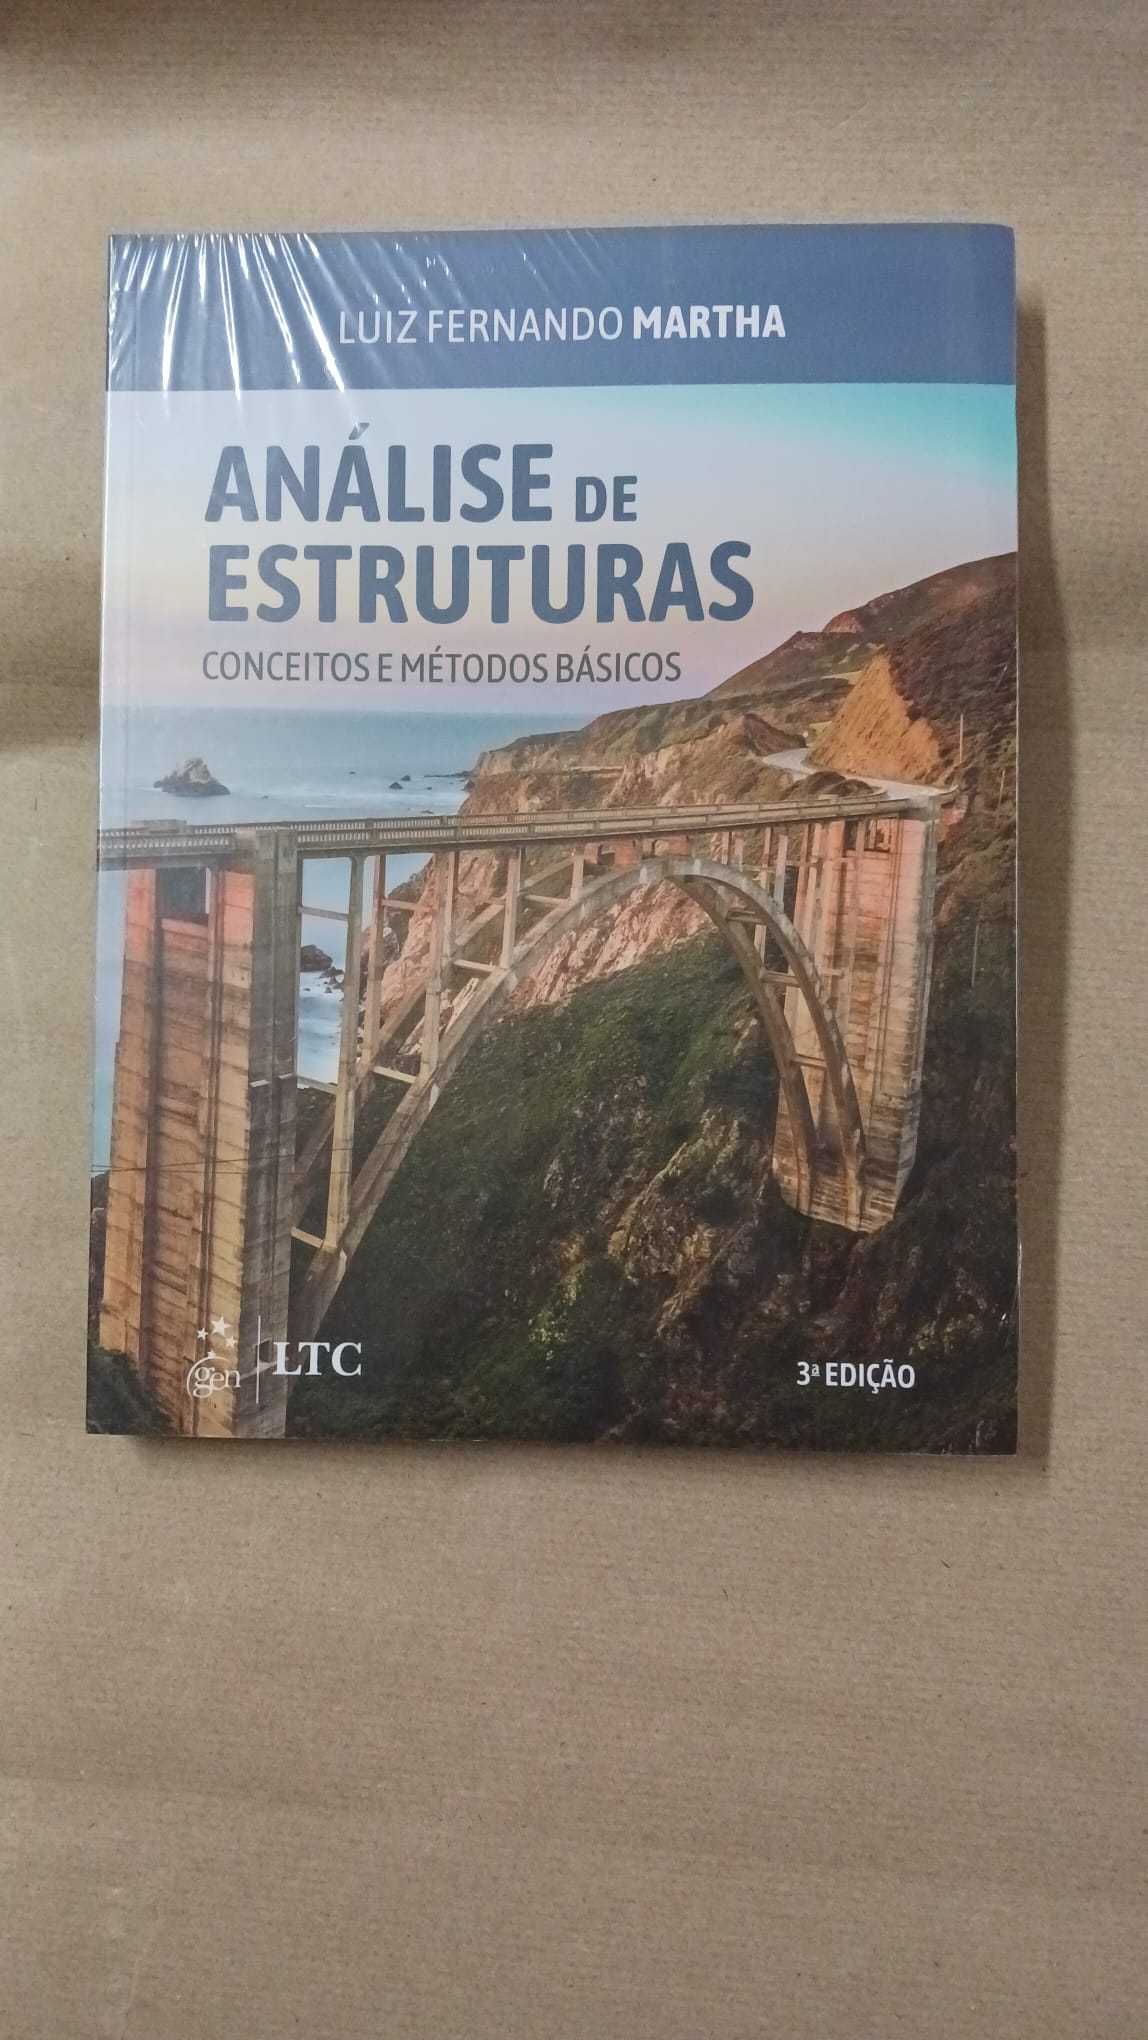 LUIZ FERNANDO MARTHA
ANÁLISE DE
ESTRUTURAS
CONCEITOS E MÉTODOS BÁSICOS
gen LTC
3ª EDIÇÃO